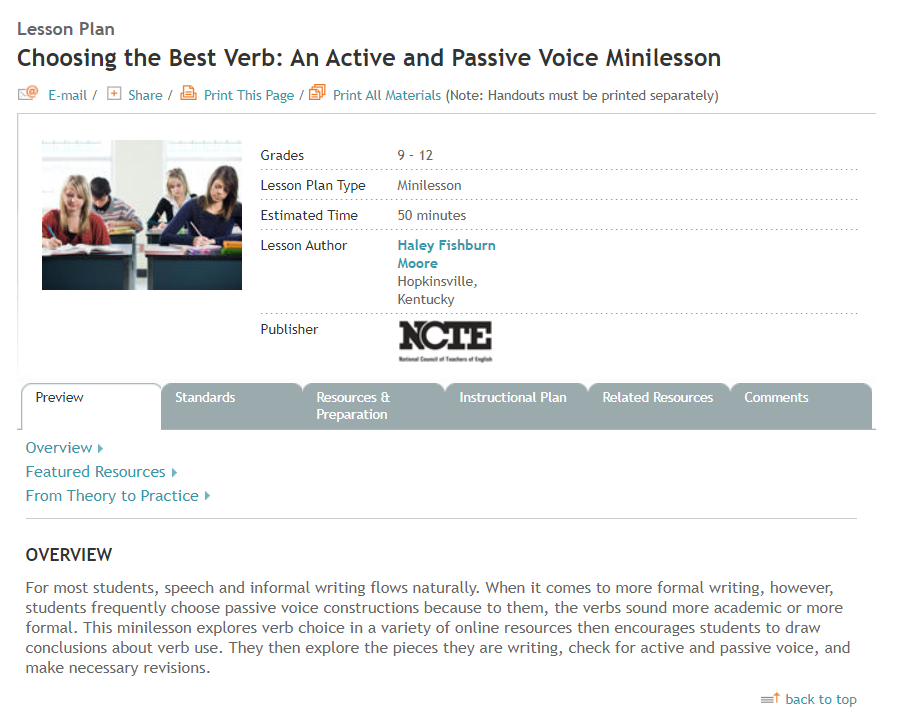 Lesson Plan
Choosing the Best Verb: An Active and Passive Voice Minilesson
E-mail / Share / Print This Page / Print All Materials (Note: Handouts must be printed separately)
Grades 9 - 12
Lesson Plan Type Minilesson
Estimated Time 50 minutes
Lesson Author Haley Fishburn
Moore
Hopkinsville,
Kentucky
Publisher NCTE
National Council of Teachers of English
Preview Standards Resources & Instructional Plan Related Resources Comments
Preparation
Overview
Featured Resources
From Theory to Practice
OVERVIEW
For most students, speech and informal writing flows naturally. When it comes to more formal writing, however,
students frequently choose passive voice constructions because to them, the verbs sound more academic or more
formal. This minilesson explores verb choice in a variety of online resources then encourages students to draw
conclusions about verb use. They then explore the pieces they are writing, check for active and passive voice, and
make necessary revisions.
back to top